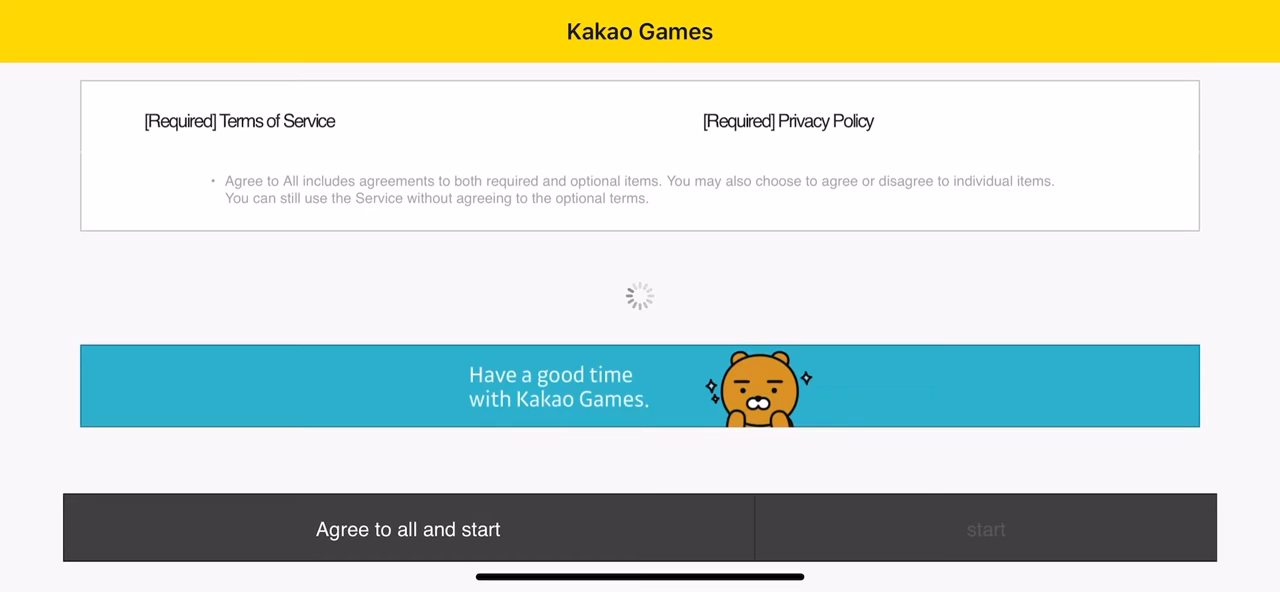 Kakao Games
[Required] Terms of Service
[Required] Privacy Policy
• Agree to All includes agreements to both required and optional items. You may also choose to agree or disagree to individual items.
You can still use the Service without agreeing to the optional terms.
Have a good time
with Kakao Games.
Agree to all and start
start